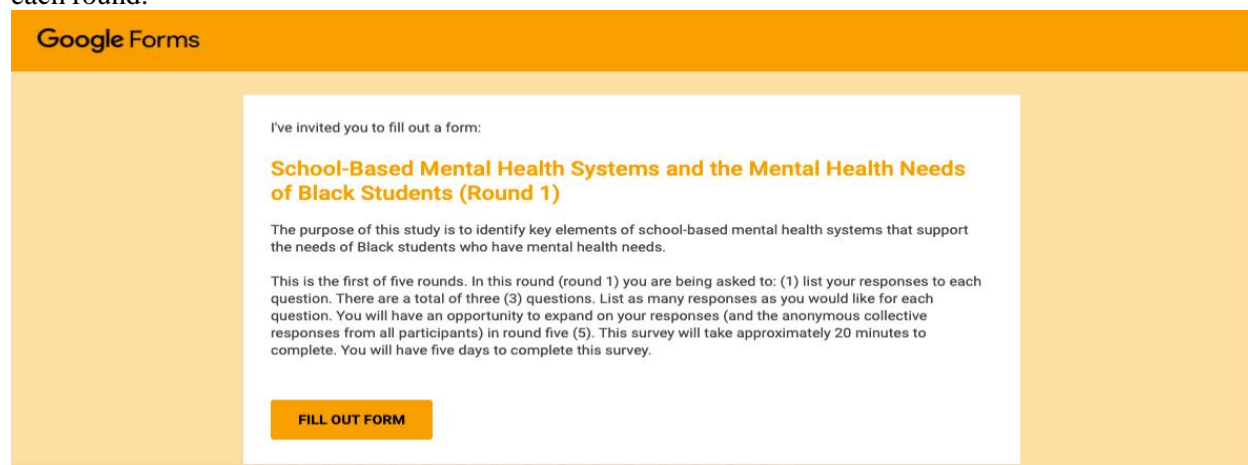 each round.
Google Forms
I've invited you to fill out a form:
School-Based Mental Health Systems and the Mental Health Needs
of Black Students (Round 1)
The purpose of this study is to identify key elements of school-based mental health systems that support
the needs of Black students who have mental health needs.
This is the first of five rounds. In this round (round 1) you are being asked to: (1) list your responses to each
question. There are a total of three (3) questions. List as many responses as you would like for each
question. You will have an opportunity to expand on your responses (and the anonymous collective
responses from all participants) in round five (5). This survey will take approximately 20 minutes to
complete. You will have five days to complete this survey.
FILL OUT FORM